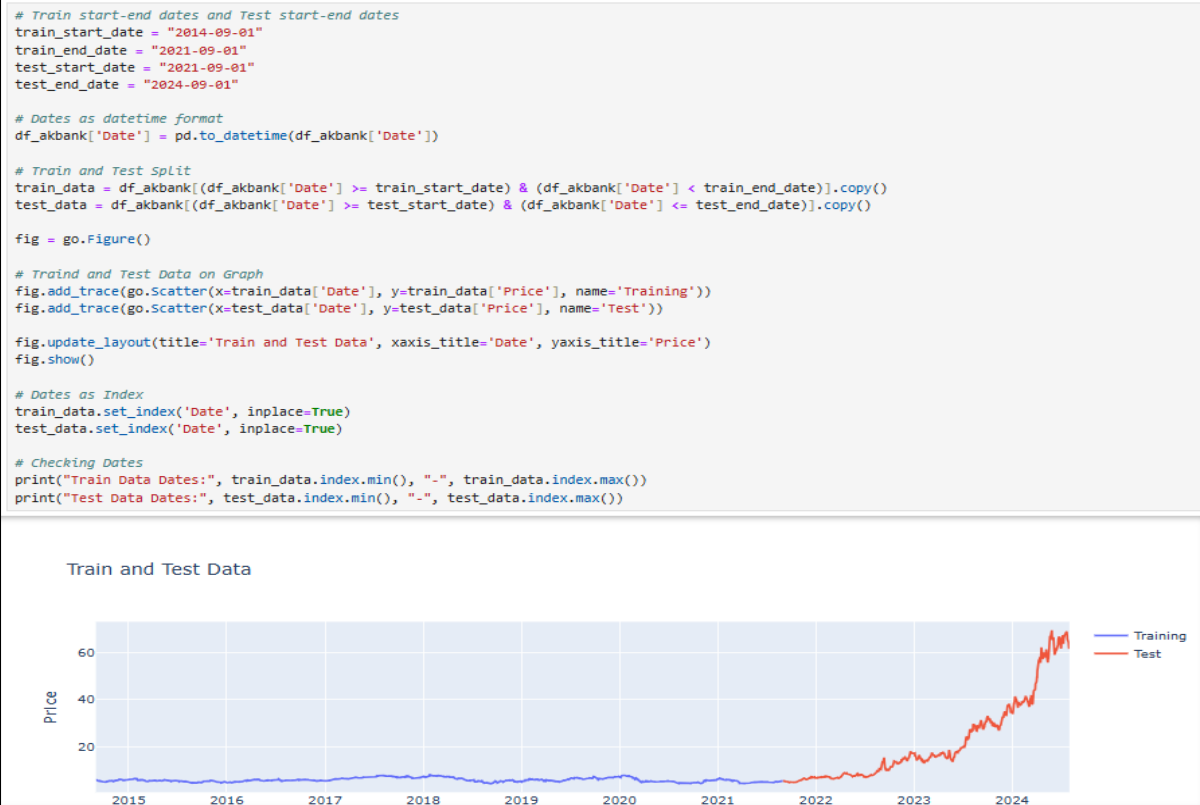 # Train start-end dates and Test start-end dates
train_start_date = "2014-09-01"
train_end_date = "2021-09-01"
test_start_date = "2021-09-01"
test_end_date = "2024-09-01"
# Dates as datetime format
df_akbank['Date'] = pd.to_datetime(df_akbank['Date'])
# Train and Test Split
train_data = df_akbank[(df_akbank['Date'] >= train_start_date) & (df_akbank['Date'] < train_end_date)].copy()
test_data = df_akbank[(df_akbank['Date'] >= test_start_date) & (df_akbank['Date'] <= test_end_date)].copy()
fig = go.Figure()
# Traind and Test Data on Graph
fig.add_trace(go.Scatter(x=train_data['Date'], y=train_data['Price'], name='Training'))
fig.add_trace(go.Scatter(x=test_data['Date'], y=test_data['Price'], name='Test'))
fig.update_layout(title='Train and Test Data', xaxis_title='Date', yaxis_title='Price')
fig.show()
# Dates as Index
train_data.set_index('Date', inplace=True)
test_data.set_index('Date', inplace=True)
# Checking Dates
print("Train Data Dates:", train_data.index.min(), "-", train_data.index.max())
print("Test Data Dates:", test_data.index.min(), "-", test_data.index.max())
Train and Test Data
Training
Test
60
40
20
Price
2015 2016 2017 2018 2019 2020 2021 2022 2023 2024